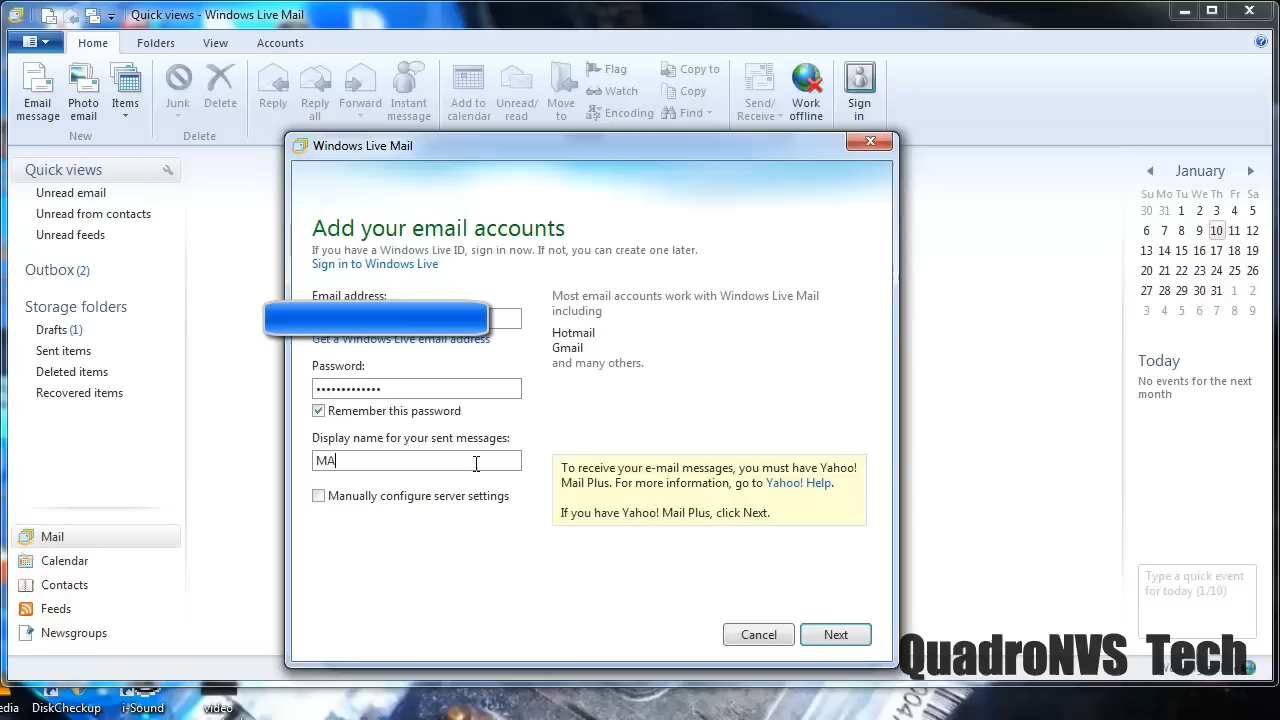 Quick views - Windows Live Mail
Home
Folders
View
Accounts
Email message
Photo email
Items
Junk
Delete
Reply
Reply all
Forward
Instant message
Add to calendar
Unread/ read
Move to
Flag
Watch
Encoding
Copy to
Copy
Find
Send/ Receive
Work offline
Sign in
New
Delete
Quick views
Unread email
Unread from contacts
Unread feeds
Outbox (2)
Storage folders
Drafts (1)
Sent items
Deleted items
Recovered items
Mail
Calendar
Contacts
Feeds
Newsgroups
Windows Live Mail
Add your email accounts
If you have a Windows Live ID, sign in now. If not, you can create one later.
Sign in to Windows Live
Email address:
Get a Windows Live email address
Password:
Remember this password
Display name for your sent messages:
MA
Manually configure server settings
Most email accounts work with Windows Live Mail
including
Hotmail
Gmail
and many others.
To receive your e-mail messages, you must have Yahoo!
Mail Plus. For more information, go to Yahoo! Help.
If you have Yahoo! Mail Plus, click Next.
Cancel
Next
January
Su Mo Tu We Th Fr Sa
30 31 1 2 3 4 5
6 7 8 9 10 11 12
13 14 15 16 17 18 19
20 21 22 23 24 25 26
27 28 29 30 31 1 2
3 4 5 6 7 8 9
Today
No events for the next
month
Type a quick event
for today (1/10)
QuadroNVS Tech
edia
DiskCheckup
i-Sound
video